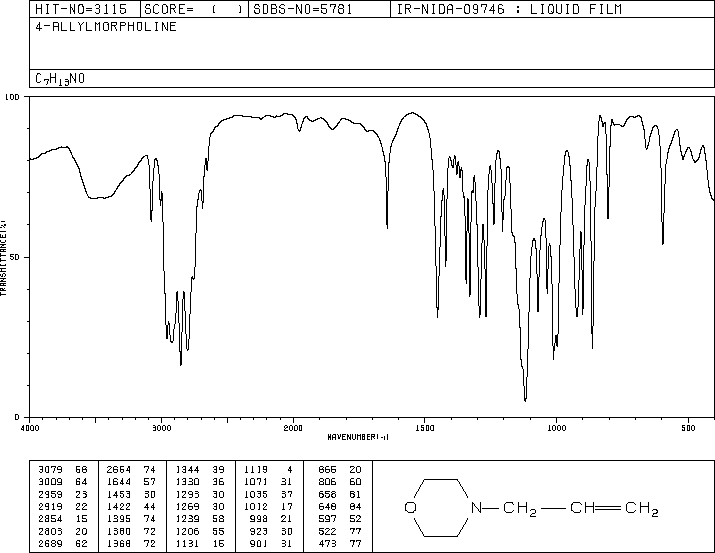 HIT-NO=3115 SCORE= ( ) SDBS-NO=5781 IR-NIDA-09746 : LIQUID FILM
4-ALLYLMORPHOLINE
C7H13NO
100
50
0
TRANSMITTANCE(%)
4000 3000 2000 1500 1000 500
WAVENUMBER(-1)
3079 66 2664 74 1344 39 1119 4 866 20
3009 64 1644 57 1330 36 1071 31 806 60
2959 23 1453 30 1293 30 1035 37 658 81
2919 22 1422 44 1269 30 1012 17 648 84
2854 15 1395 74 1239 58 998 21 597 52
2803 20 1380 72 1206 55 923 30 522 77
2689 62 1368 72 1131 16 901 31 473 77
O N CH2 CH CH2